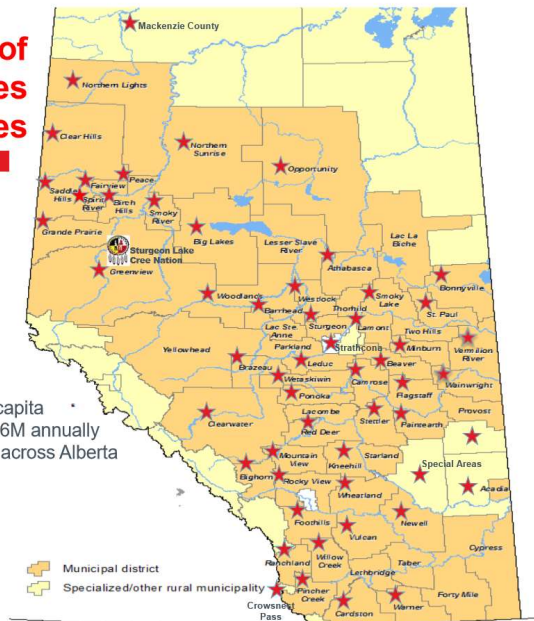 of
es
es
capita
6M annually
across Alberta
Mackenzie County
Northern Lights
Clear Hills
Northern
Sunrise
Opportunity
Peace
Fairview
Saddle
Hills
Spirit
River
Birch
Hills
Smoky
River
Grande Prairie
Big Lakes
Lesser Slave
River
Lac La
Biche
Sturgeon Lake
Cree Nation
Greenview
Athabasca
Bonnyville
Woodlands
Westlock
Smoky
Lake
Barrhead
Thorhild
St. Paul
Lac Ste.
Anne
Sturgeon
Lamont
Two Hills
Parkland
Strathcona
Minburn
Vermilion
River
Yellowhead
Brazeau
Leduc
Beaver
Wetaskiwin
Camrose
Wainwright
Ponoka
Flagstaff
Clearwater
Lacombe
Red Deer
Stettler
Paintearth
Provost
Mountain
View
Kneehill
Starland
Special Areas
Bighorn
Rocky View
Wheatland
Acadia
Foothills
Vulcan
Newell
Cypress
Ranchland
Willow
Creek
Taber
Lethbridge
Pincher
Creek
Forty Mile
Crowsnest
Pass
Cardston
Warner
Municipal district
Specialized/other rural municipality